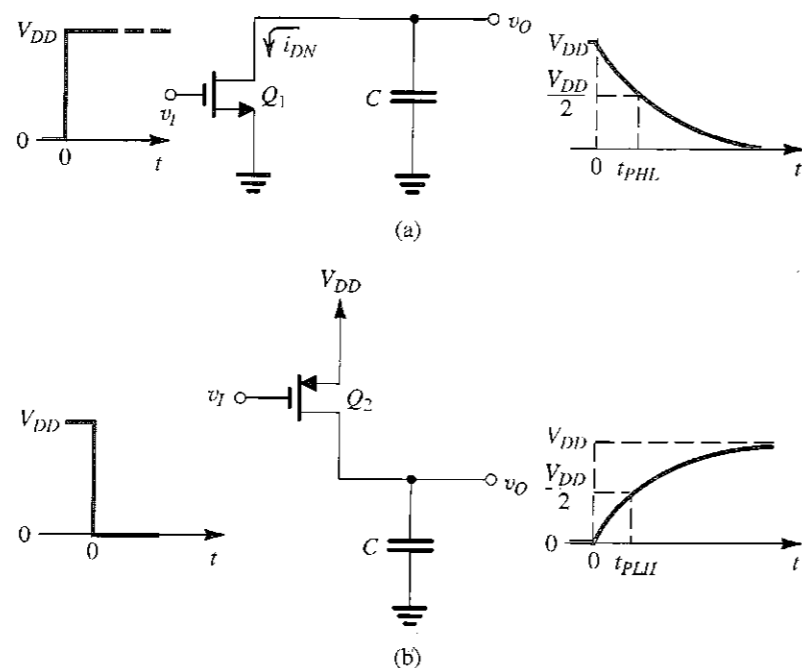 V_DD
0
0
t
v_I
Q_1
i_DN
C
v_O
V_DD
V_DD/2
0
t_PHL
t
(a)
V_DD
v_I
Q_2
V_DD
0
0
t
C
v_O
V_DD
V_DD/2
0
0
t_PLH
t
(b)